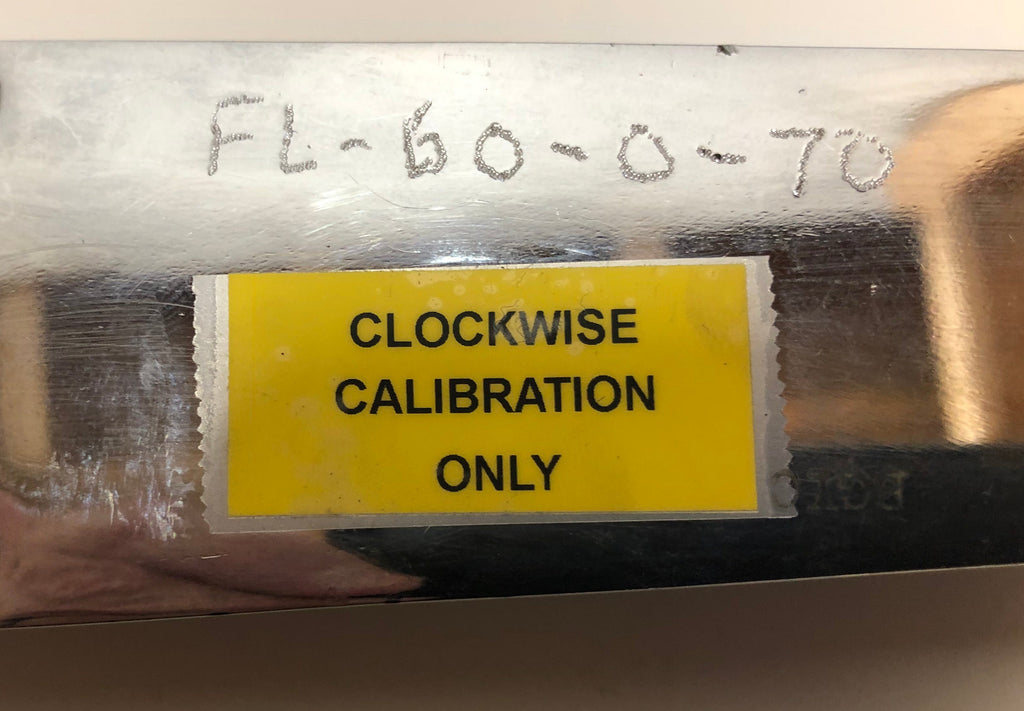 FL-60-0-70
CLOCKWISE
CALIBRATION
ONLY